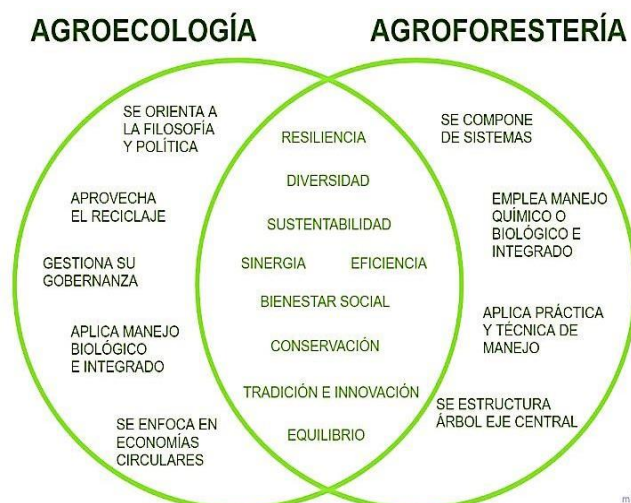 AGROECOLOGÍA
AGROFORESTERÍA
SE ORIENTA A
LA FILOSOFÍA
Y POLÍTICA
APROVECHA
EL RECICLAJE
GESTIONA SU
GOBERNANZA
APLICA MANEJO
BIOLÓGICO
E INTEGRADO
SE ENFOCA EN
ECONOMÍAS
CIRCULARES
RESILIENCIA
DIVERSIDAD
SUSTENTABILIDAD
SINERGIA EFICIENCIA
BIENESTAR SOCIAL
CONSERVACIÓN
TRADICIÓN E INNOVACIÓN
EQUILIBRIO
SE COMPONE
DE SISTEMAS
EMPLEA MANEJO
QUÍMICO O
BIOLÓGICO E
INTEGRADO
APLICA PRÁCTICA
Y TÉCNICA DE
MANEJO
SE ESTRUCTURA
ÁRBOL EJE CENTRAL